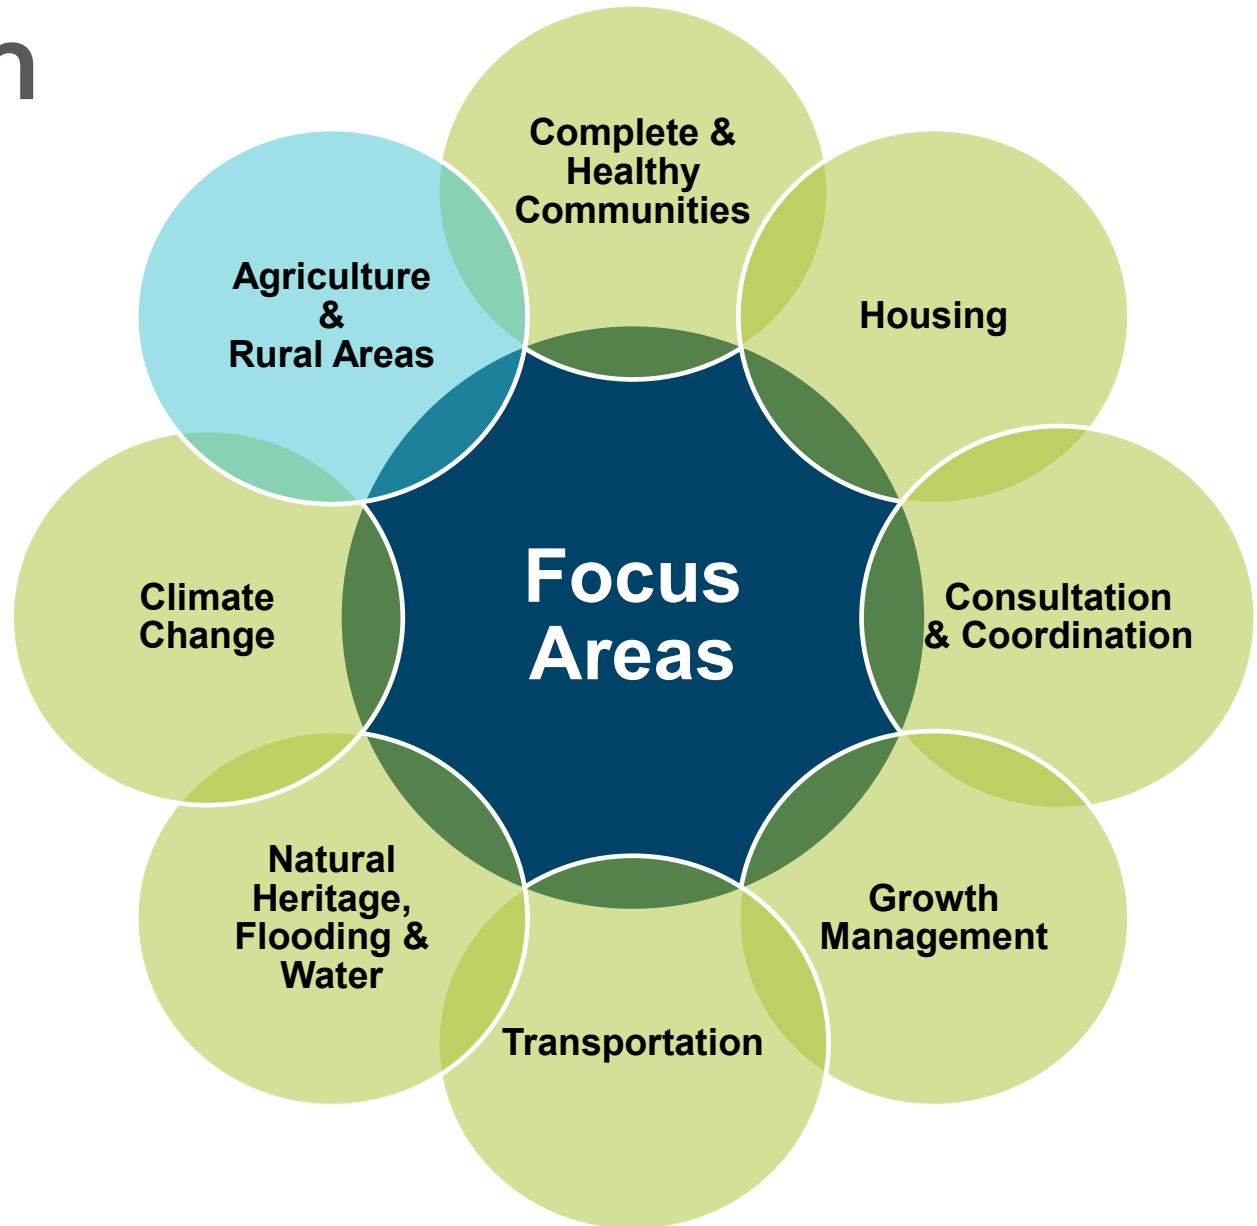 n
Complete &
Healthy
Communities
Agriculture
&
Rural Areas
Housing
Focus
Areas
Climate
Change
Consultation
& Coordination
Natural
Heritage,
Flooding &
Water
Growth
Management
Transportation